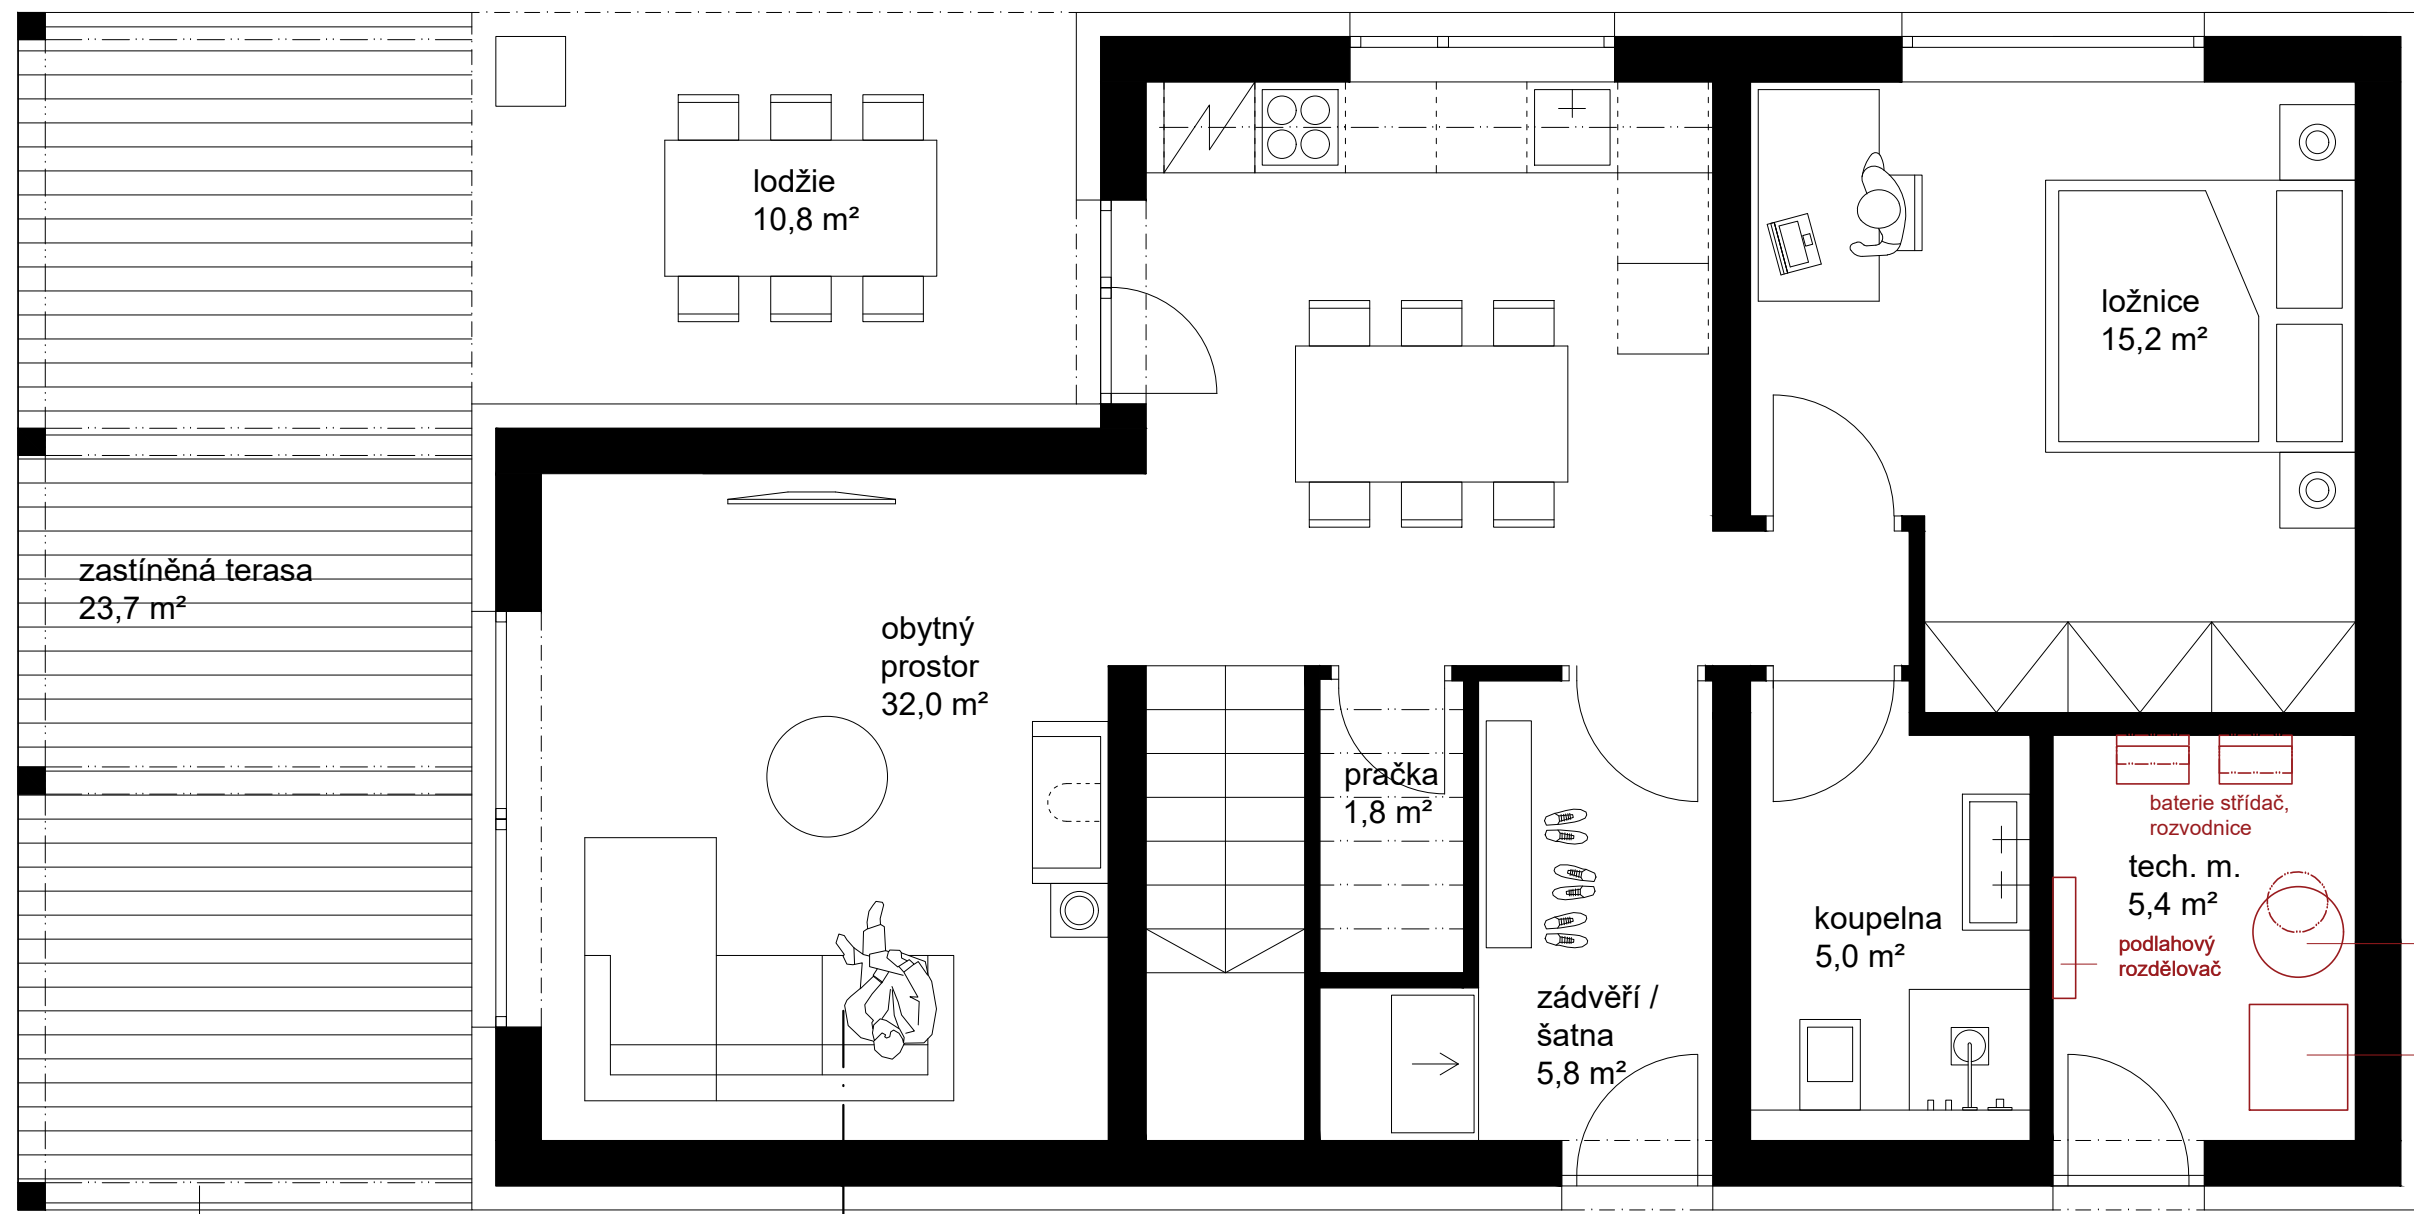 lodžie
10,8 m²
ložnice
15,2 m²
zastíněná terasa
23,7 m²
obytný
prostor
32,0 m²
pračka
1,8 m²
baterie střídač,
rozvodnice
tech. m.
5,4 m²
podlahový
rozdělovač
koupelna
5,0 m²
zádvěří /
šatna
5,8 m²